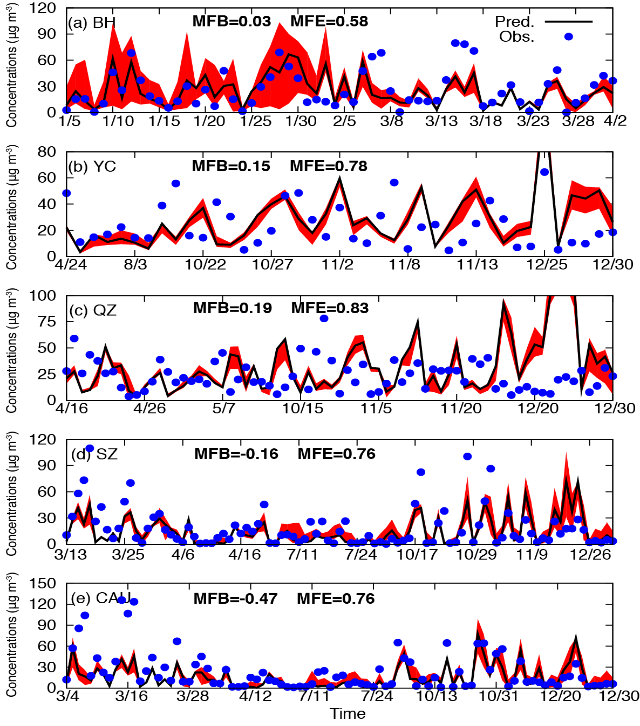 (a) BH MFB=0.03 MFE=0.58 Pred. Obs.
Concentrations (µg m⁻³)
120
90
60
30
0
1/5 1/10 1/15 1/20 1/25 1/30 2/5 3/8 3/13 3/18 3/23 3/28 4/2
(b) YC MFB=0.15 MFE=0.78
Concentrations (µg m⁻³)
80
60
40
20
0
4/24 8/3 10/22 10/27 11/2 11/8 11/13 12/25 12/30
(c) QZ MFB=0.19 MFE=0.83
Concentrations (µg m⁻³)
100
75
50
25
0
4/16 4/26 5/7 10/15 11/5 11/20 12/20 12/30
(d) SZ MFB=-0.16 MFE=0.76
Concentrations (µg m⁻³)
120
90
60
30
0
3/13 3/25 4/6 4/16 7/11 7/24 10/17 10/29 11/9 12/26
(e) CAU MFB=-0.47 MFE=0.76
Concentrations (µg m⁻³)
150
120
90
60
30
0
3/4 3/16 3/28 4/12 7/11 7/24 10/13 10/31 12/20 12/30
Time